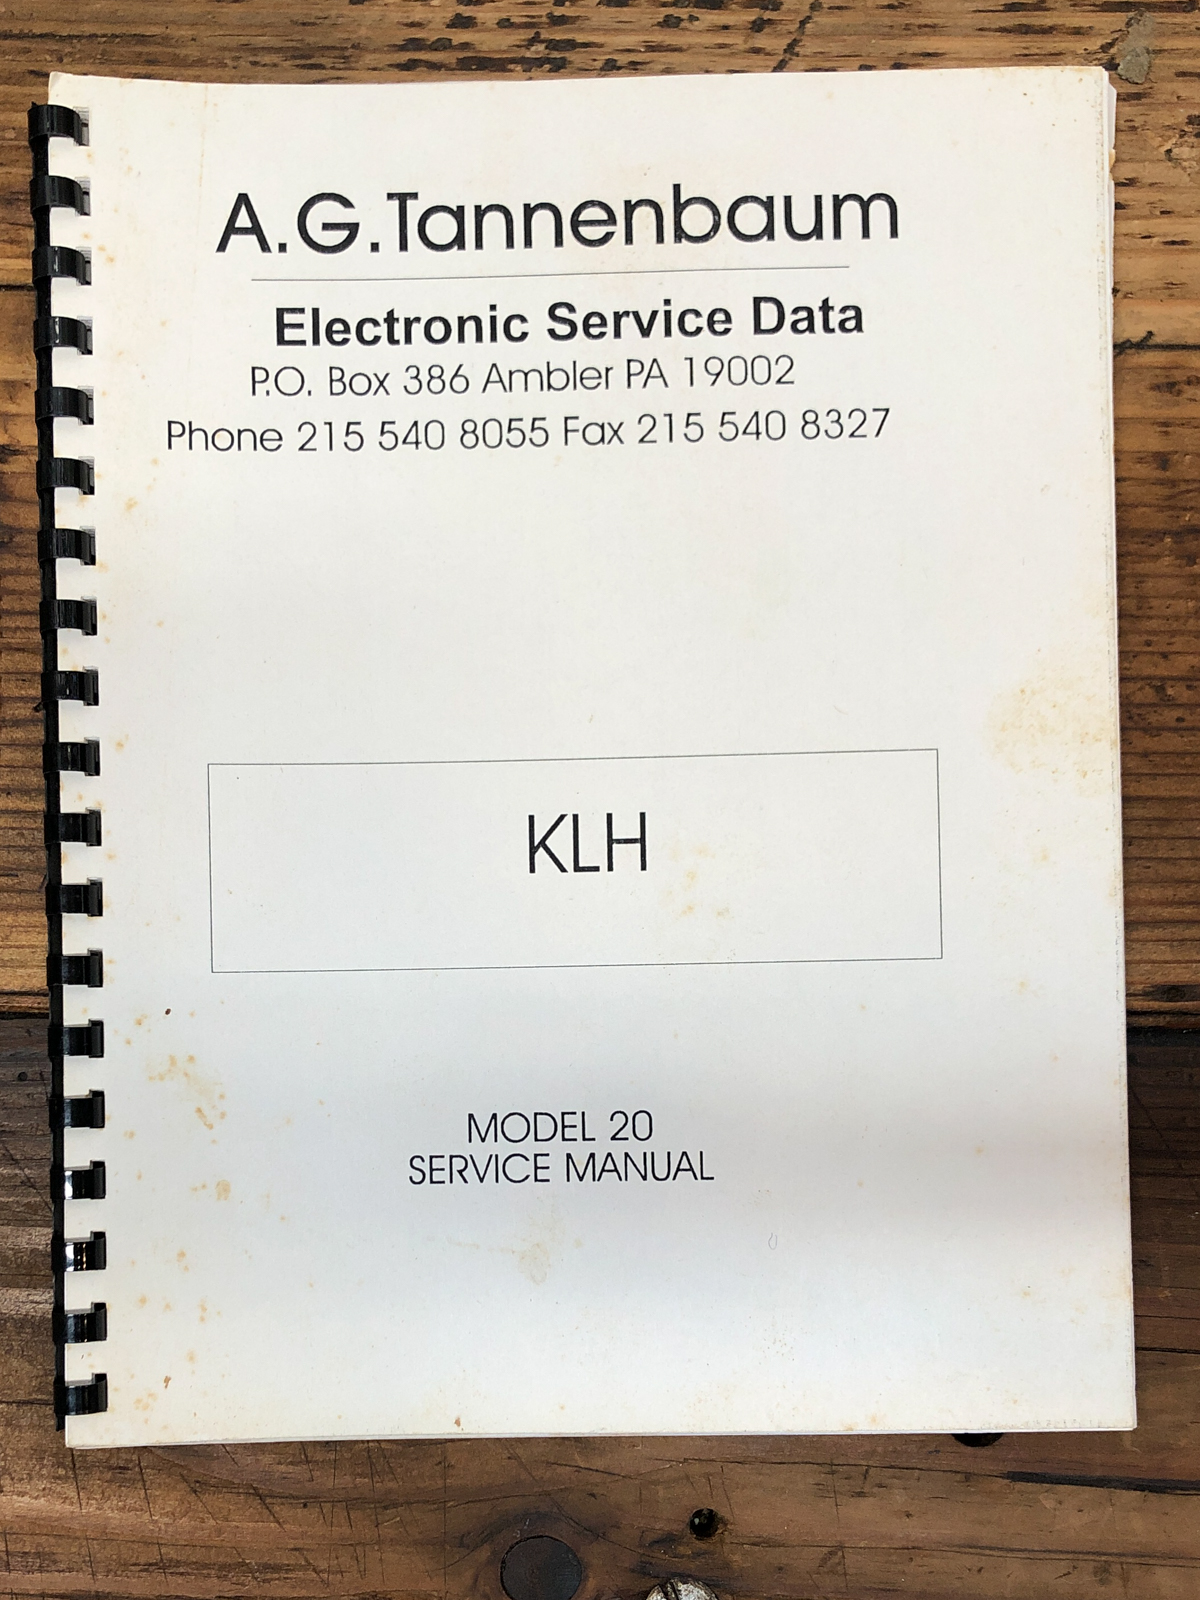 A.G.Tannenbaum
Electronic Service Data
P.O. Box 386 Ambler PA 19002
Phone 215 540 8055 Fax 215 540 8327
KLH
MODEL 20
SERVICE MANUAL